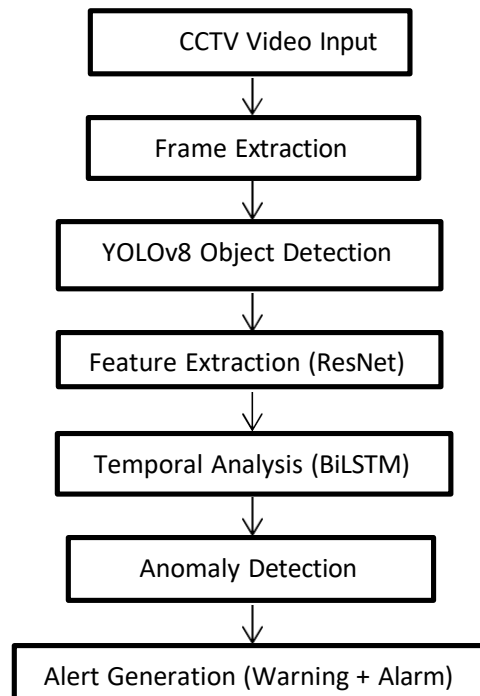 CCTV Video Input
Frame Extraction
YOLOv8 Object Detection
Feature Extraction (ResNet)
Temporal Analysis (BiLSTM)
Anomaly Detection
Alert Generation (Warning + Alarm)